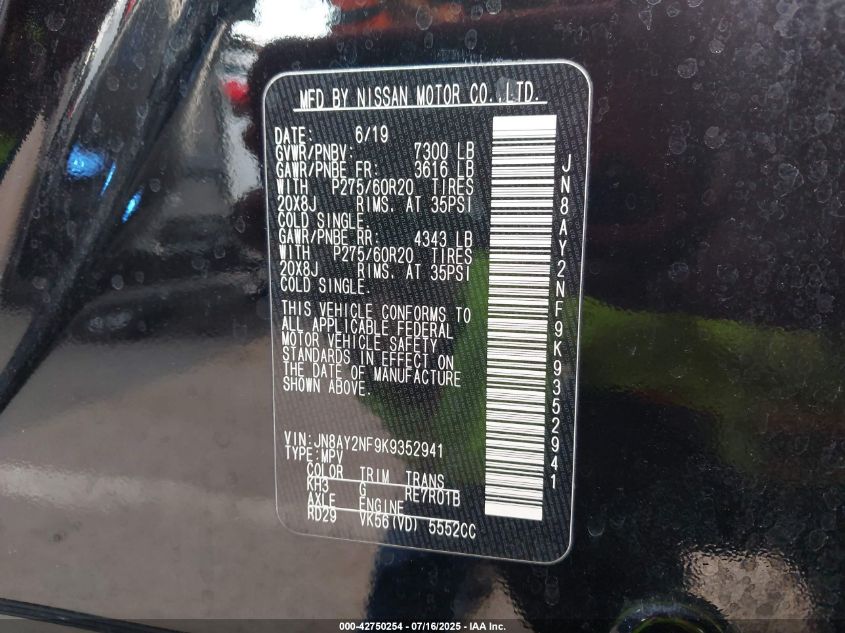 MFD BY NISSAN MOTOR CO.,LTD.
DATE: 6/19
GVWR/PNBV: 7300 LB
GAWR/PNBE FR: 3616 LB
WITH P275/60R20 TIRES
20X8J RIMS. AT 35PSI
COLD SINGLE.
GAWR/PNBE RR: 4343 LB
WITH P275/60R20 TIRES
20X8J RIMS. AT 35PSI
COLD SINGLE.
THIS VEHICLE CONFORMS TO
ALL APPLICABLE FEDERAL
MOTOR VEHICLE SAFETY
STANDARDS IN EFFECT ON
THE DATE OF MANUFACTURE
SHOWN ABOVE.
VIN:JN8AY2NF9K9352941
TYPE:MPV
COLOR TRIM TRANS
KH3 G RE7R01B
AXLE ENGINE
RD29 VK56(VD) 5552CC
JN8AY2NF9K9352941
000-42750254 - 07/16/2025 - IAA Inc.